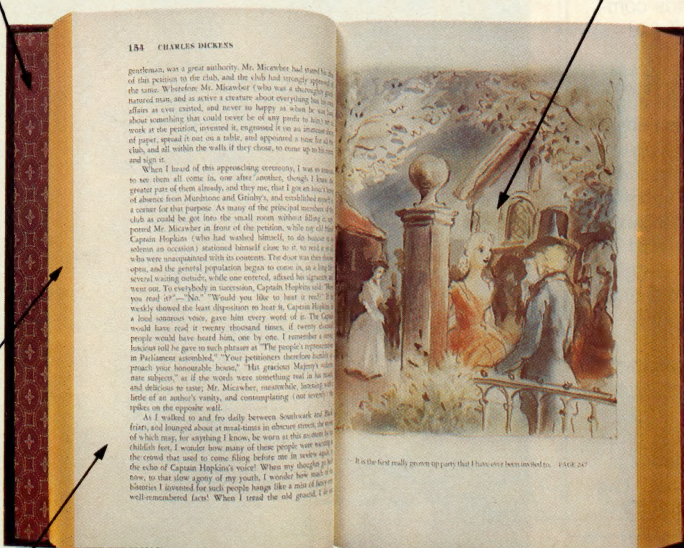 184 CHARLES DICKENS
gentleman, was a great authority. Mr. Micawber had stated his
of this petition to the club, and the club had strongly approved of
the same. Wherefore Mr. Micawber (who was a thoroughly good-
natured man, and as active a creature about everything but his own
affairs as ever existed, and never so happy as when he was busy
about something that could never be of any profit to him) set to
work at the petition, invented it, engrossed it on an immense sheet
of paper, spread it out on a table, and appointed a time for all the
club, and all within the walls if they chose, to come up to his room
and sign it.
When I heard of this approaching ceremony, I was so anxious
to see them all come in, one after another, though I knew the
greater part of them already, and they me, that I got an hour's leave
of absence from Murdstone and Grinby's, and established myself in
a corner for that purpose. As many of the principal members of the
club as could be got into the small room without filling it,
ported Mr. Micawber in front of the petition, while my old friend
Captain Hopkins (who had washed himself, to do honour to so
solemn an occasion) stationed himself close to it, to read it to all
who were unacquainted with its contents. The door was then thrown
open, and the general population began to come in, in a long file:
several waiting outside, while one entered, affixed his signature, and
went out. To everybody in succession, Captain Hopkins said: "Have
you read it?"—"No." "Would you like to hear it read?" If he
weakly showed the least disposition to hear it, Captain Hopkins, in
a loud sonorous voice, gave him every word of it. The Captain
would have read it twenty thousand times, if twenty thousand
people would have heard him, one by one. I remember a certain
luscious roll he gave to such phrases as "The people's representatives
in Parliament assembled," "Your petitioners therefore humbly
proach your honourable house," "His gracious Majesty's unfortu-
nate subjects," as if the words were something real in his mouth,
and delicious to taste; Mr. Micawber, meanwhile, listening with a
little of an author's vanity, and contemplating (not severely) the
spikes on the opposite wall.
As I walked to and fro daily between Southwark and Black-
friars, and lounged about at meal-times in obscure streets, the stones
of which may, for anything I know, be worn at this moment by my
childish feet, I wonder how many of these people were wanting in
the crowd that used to come filing before me in review again, to
the echo of Captain Hopkins's voice! When my thoughts go back
now, to that slow agony of my youth, I wonder how much of the
histories I invented for such people hangs like a mist of fancy over
well-remembered facts! When I tread the old ground, I do not
It is the first really grown-up party that I have ever been invited to. PAGE 247